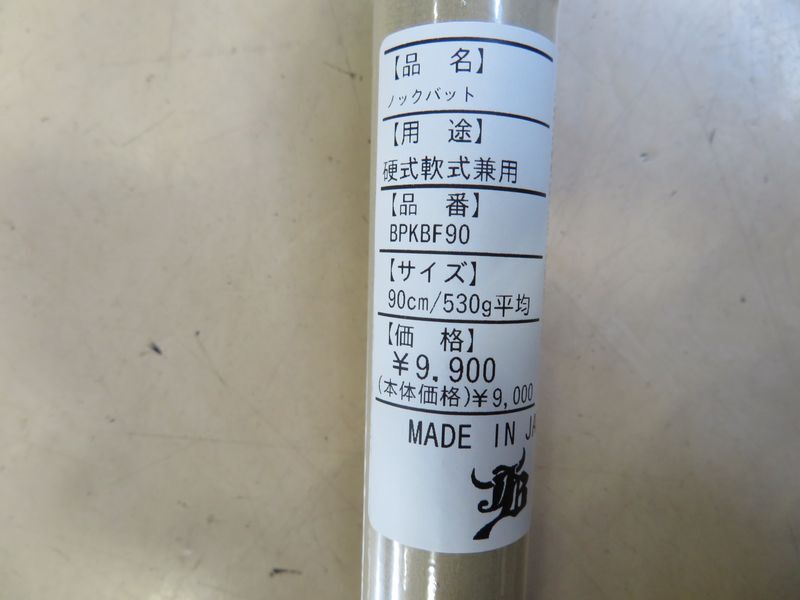 【品 名】
ノックバット
【用 途】
硬式軟式兼用
【品 番】
BPKBF90
【サイズ】
90cm/530g平均
【価 格】
¥9,900
(本体価格)¥9,000
MADE IN JA
JB